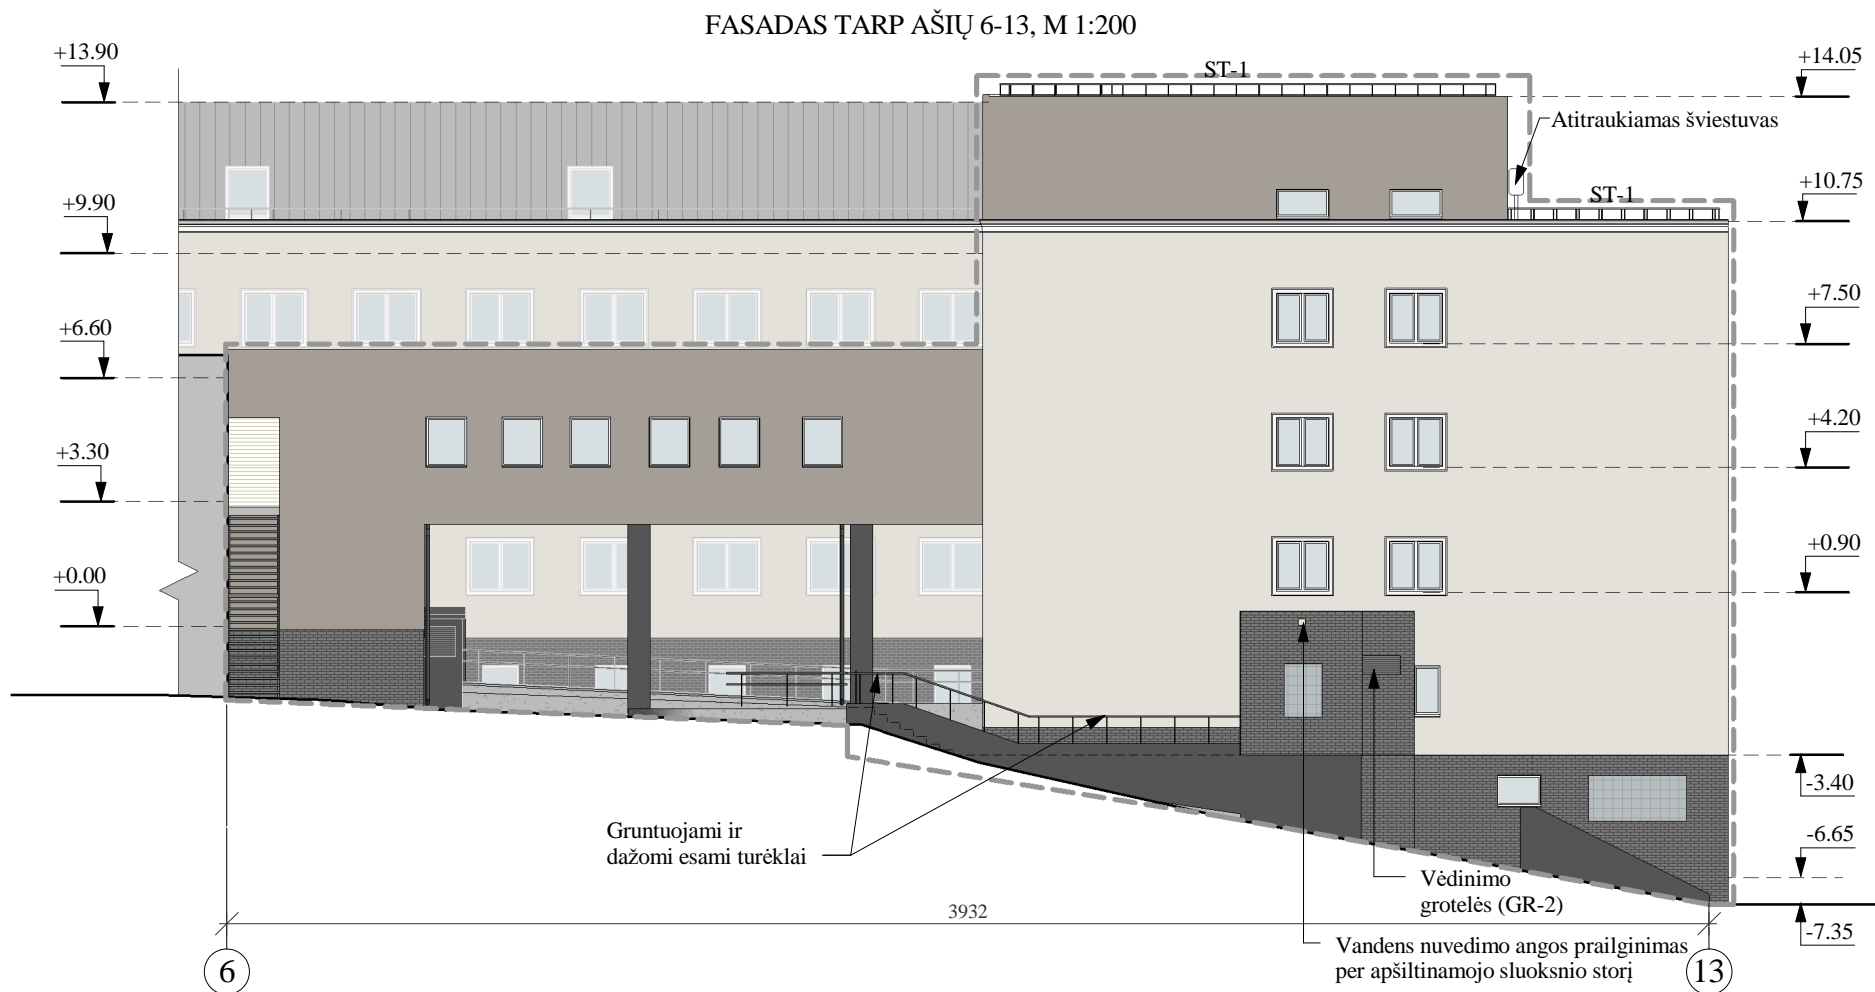 FASADAS TARP AŠIŲ 6-13, M 1:200
+13.90
+14.05
ST-1
Atitraukiamas šviestuvas
+9.90
+10.75
ST-1
+7.50
+6.60
+4.20
+3.30
+0.90
+0.00
-3.40
Gruntuojami ir
dažomi esami turėklai
-6.65
Vėdinimo
grotelės (GR-2)
3932
-7.35
Vandens nuvedimo angos prailginimas
per apšiltinamojo sluoksnio storį
6
13